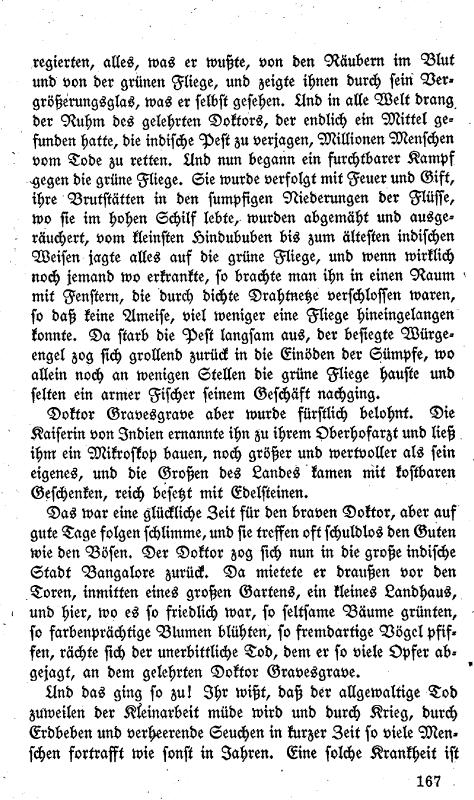 regierten, alles, was er wußte, von den Räubern im Blut
und von der grünen Fliege, und zeigte ihnen durch sein Ver-
größerungsglas, was er selbst gesehen. Und in alle Welt drang
der Ruhm des gelehrten Doktors, der endlich ein Mittel ge-
funden hatte, die indische Pest zu verjagen, Millionen Menschen
vom Tode zu retten. Und nun begann ein furchtbarer Kampf
gegen die grüne Fliege. Sie wurde verfolgt mit Feuer und Gift,
ihre Brutstätten in den sumpfigen Niederungen der Flüsse,
wo sie im hohen Schilf lebte, wurden abgemäht und ausge-
räuchert, vom kleinsten Hindububen bis zum ältesten indischen
Weisen jagte alles auf die grüne Fliege, und wenn wirklich
noch jemand wo erkrankte, so brachte man ihn in einen Raum
mit Fenstern, die durch dichte Drahtnetze verschlossen waren,
so daß keine Ameise, viel weniger eine Fliege hineingelangen
konnte. Da starb die Pest langsam aus, der besiegte Würge-
engel zog sich grollend zurück in die Einöden der Sümpfe, wo
allein noch an wenigen Stellen die grüne Fliege hauste und
selten ein armer Fischer seinem Geschäft nachging.
Doktor Gravesgrave aber wurde fürstlich belohnt. Die
Kaiserin von Indien ernannte ihn zu ihrem Oberhofarzt und ließ
ihm ein Mikroskop bauen, noch größer und wertvoller als sein
eigenes, und die Großen des Landes kamen mit kostbaren
Geschenken, reich besetzt mit Edelsteinen.
Das war eine glückliche Zeit für den braven Doktor, aber auf
gute Tage folgen schlimme, und sie treffen oft schuldlos den Guten
wie den Bösen. Der Doktor zog sich nun in die große indische
Stadt Bangalore zurück. Da mietete er draußen vor den
Toren, inmitten eines großen Gartens, ein kleines Landhaus,
und hier, wo es so friedlich war, so seltsame Bäume grünten,
so farbenprächtige Blumen blühten, so fremdartige Vögel pfif-
fen, rächte sich der unerbittliche Tod, dem er so viele Opfer ab-
gejagt, an dem gelehrten Doktor Gravesgrave.
Und das ging so zu! Ihr wißt, daß der allgewaltige Tod
zuweilen der Kleinarbeit müde wird und durch Krieg, durch
Erdbeben und verheerende Seuchen in kurzer Zeit so viele Men-
schen fortrafft wie sonst in Jahren. Eine solche Krankheit ist
167